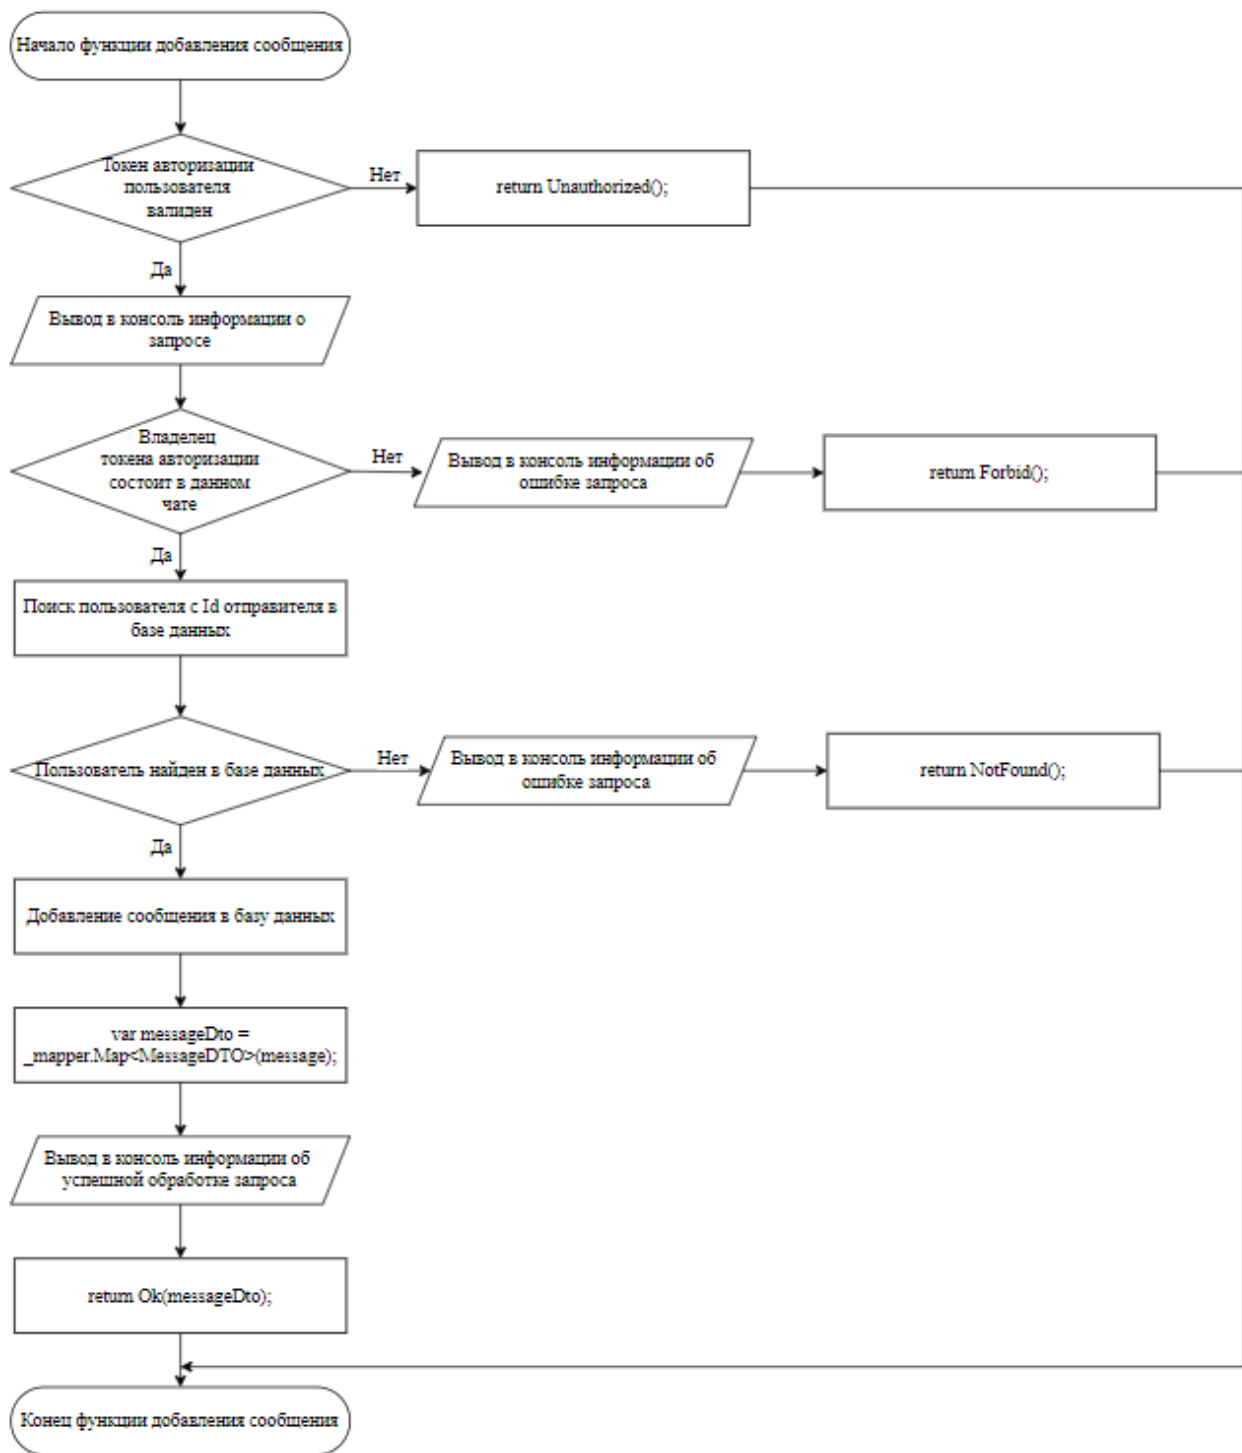 Начало функции добавления сообщения
Токен авторизации
пользователя
валиден
Нет
return Unauthorized();
Да
Вывод в консоль информации о
запросе
Владелец
токена авторизации
состоит в данном
чате
Нет
Вывод в консоль информации об
ошибке запроса
return Forbid();
Да
Поиск пользователя с Id отправителя в
базе данных
Пользователь найден в базе данных
Нет
Вывод в консоль информации об
ошибке запроса
return NotFound();
Да
Добавление сообщения в базу данных
var messageDto =
_mapper.Map<MessageDTO>(message);
Вывод в консоль информации об
успешной обработке запроса
return Ok(messageDto);
Конец функции добавления сообщения